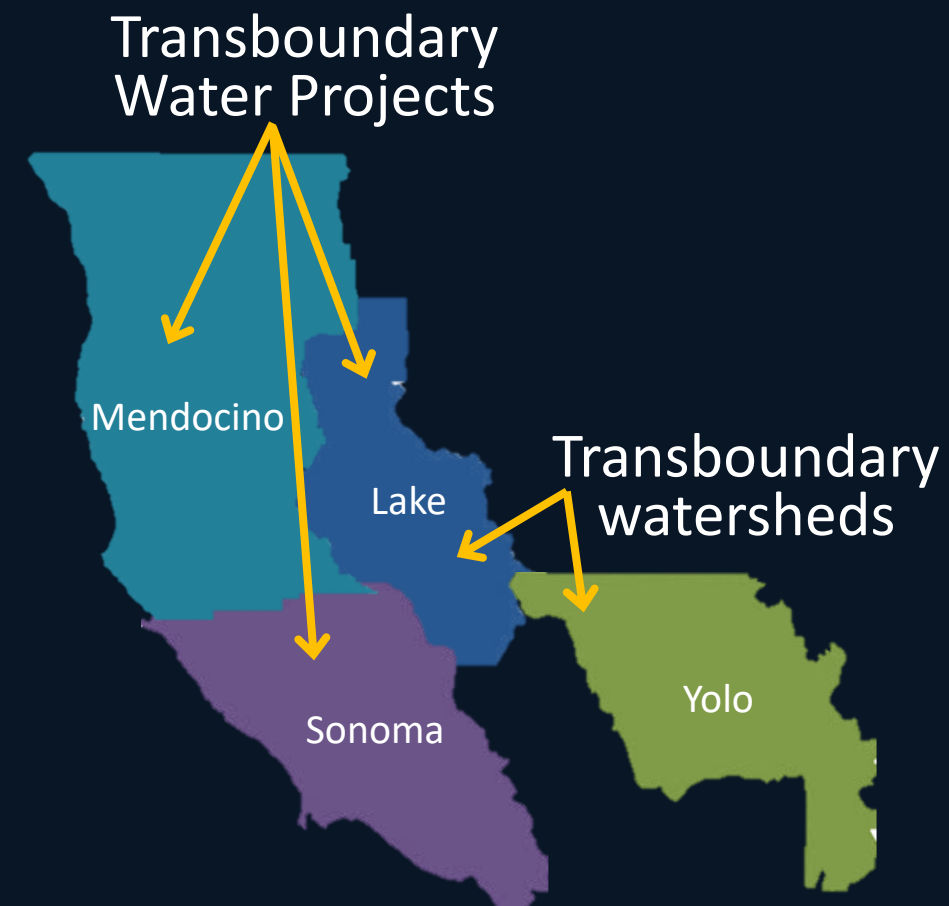 Transboundary
Water Projects
Mendocino
Lake
Transboundary
watersheds
Yolo
Sonoma